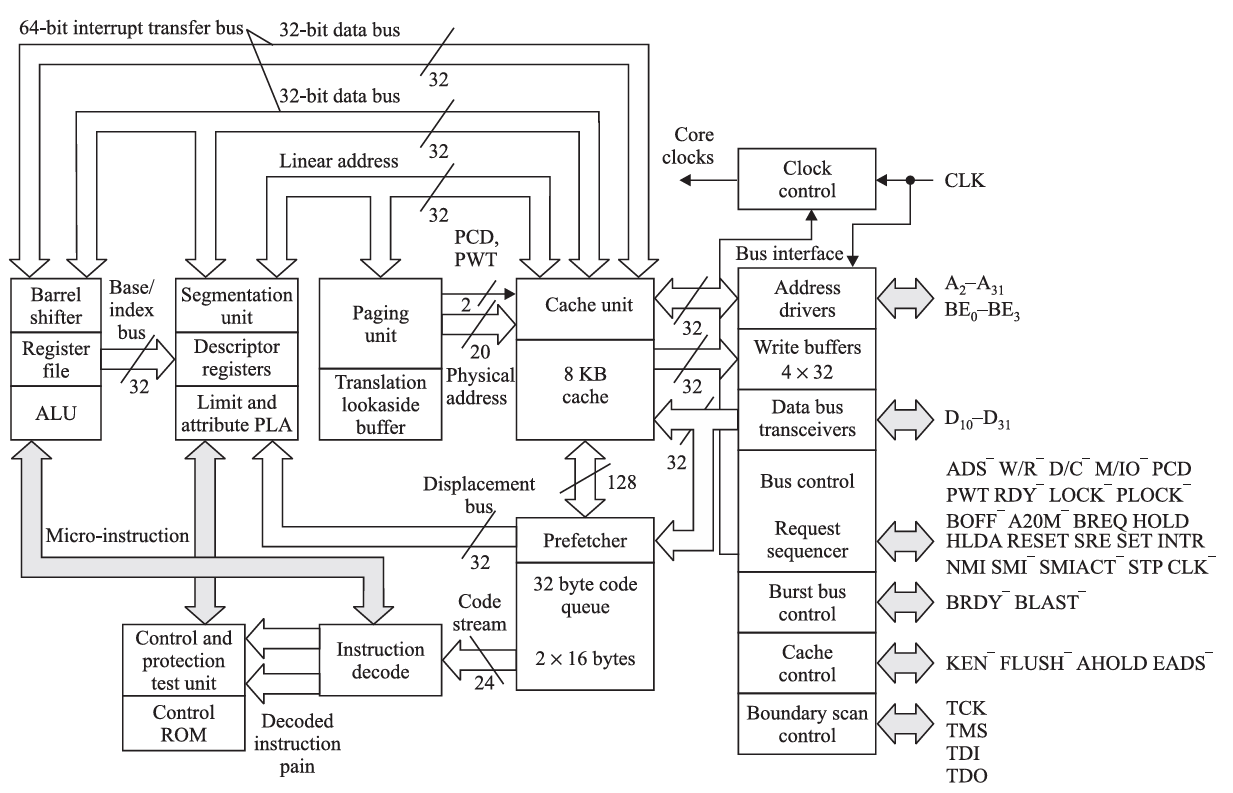 64-bit interrupt transfer bus
32-bit data bus
32
32-bit data bus
32
Linear address
32
Core
clocks
Clock
control
CLK
PCD,
PWT
2
20
Physical
address
Bus interface
Barrel
shifter
Register
file
ALU
Base/
index
bus
32
Segmentation
unit
Descriptor
registers
Limit and
attribute PLA
Paging
unit
Translation
lookaside
buffer
Cache unit
8 KB
cache
32
32
32
Address
drivers
Write buffers
4 × 32
Data bus
transceivers
Bus control
Request
sequencer
Burst bus
control
Cache
control
Boundary scan
control
A₂–A₃₁
BE₀–BE₃
D₁₀–D₃₁
ADS‾ W/R‾ D/C‾ M/IO‾ PCD
PWT RDY‾ LOCK‾ PLOCK‾
BOFF‾ A20M‾ BREQ HOLD
HLDA RESET SRE SET INTR
NMI SMI‾ SMIACT‾ STP CLK‾
BRDY‾ BLAST‾
KEN‾ FLUSH‾ AHOLD EADS‾
TCK
TMS
TDI
TDO
128
Displacement
bus
32
Prefetcher
32 byte code
queue
2 × 16 bytes
Micro-instruction
Code
stream
24
Control and
protection
test unit
Control
ROM
Instruction
decode
Decoded
instruction
pain